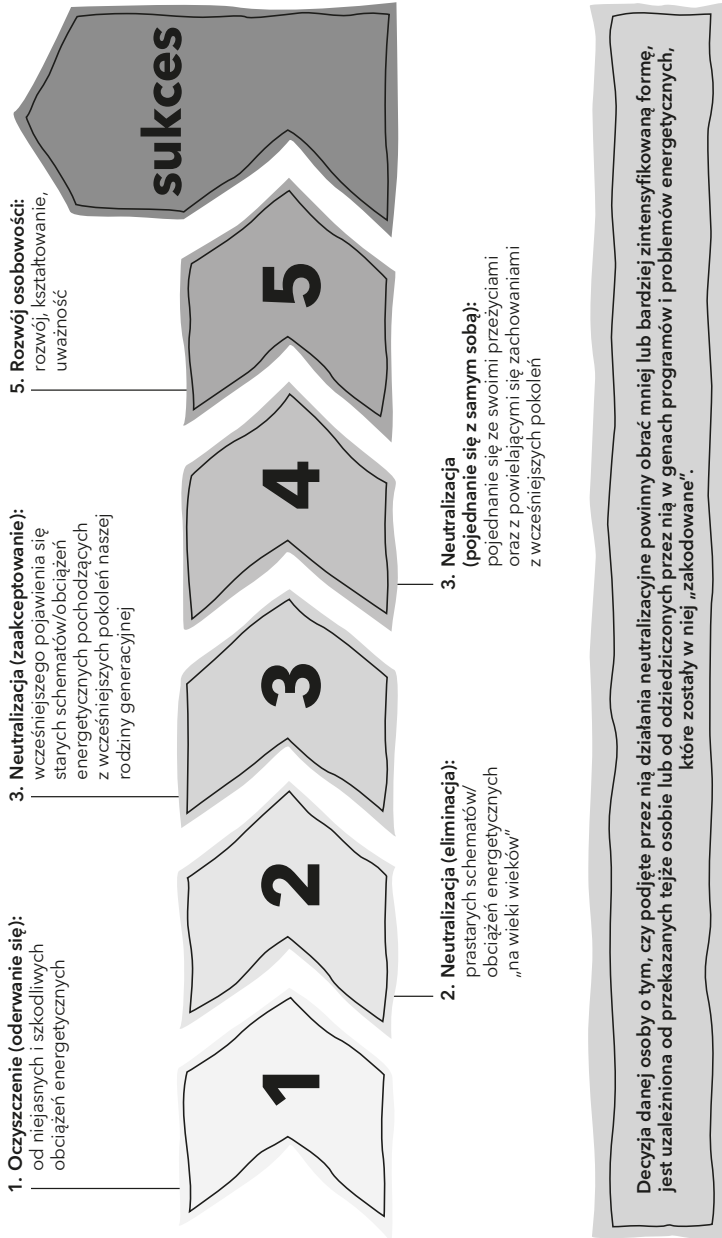 1. Oczyszczenie (oderwanie się):
od niejasnych i szkodliwych
obciążeń energetycznych
2. Neutralizacja (eliminacja):
prastarych schematów/
obciążeń energetycznych
„na wieki wieków”
3. Neutralizacja (zaakceptowanie):
wcześniejszego pojawienia się
starych schematów/obciążeń
energetycznych pochodzących
z wcześniejszych pokoleń naszej
rodziny generacyjnej
3. Neutralizacja
(pojednanie się z samym sobą):
pojednanie się ze swoimi przeżyciami
oraz z powielającymi się zachowaniami
z wcześniejszych pokoleń
5. Rozwój osobowości:
rozwój, kształtowanie,
uważność
1
2
3
4
5
sukces
Decyzja danej osoby o tym, czy podjęte przez nią działania neutralizacyjne powinny obrać mniej lub bardziej zintensyfikowaną formę,
jest uzależniona od przekazanych tejże osobie lub od odziedziczonych przez nią w genach programów i problemów energetycznych,
które zostały w niej „zakodowane”.